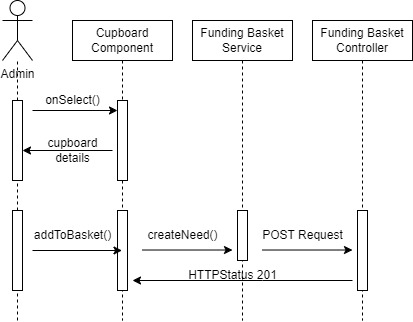 Cupboard
Component
Funding Basket
Service
Funding Basket
Controller
Admin
onSelect()
cupboard
details
addToBasket()
createNeed()
POST Request
HTTPStatus 201